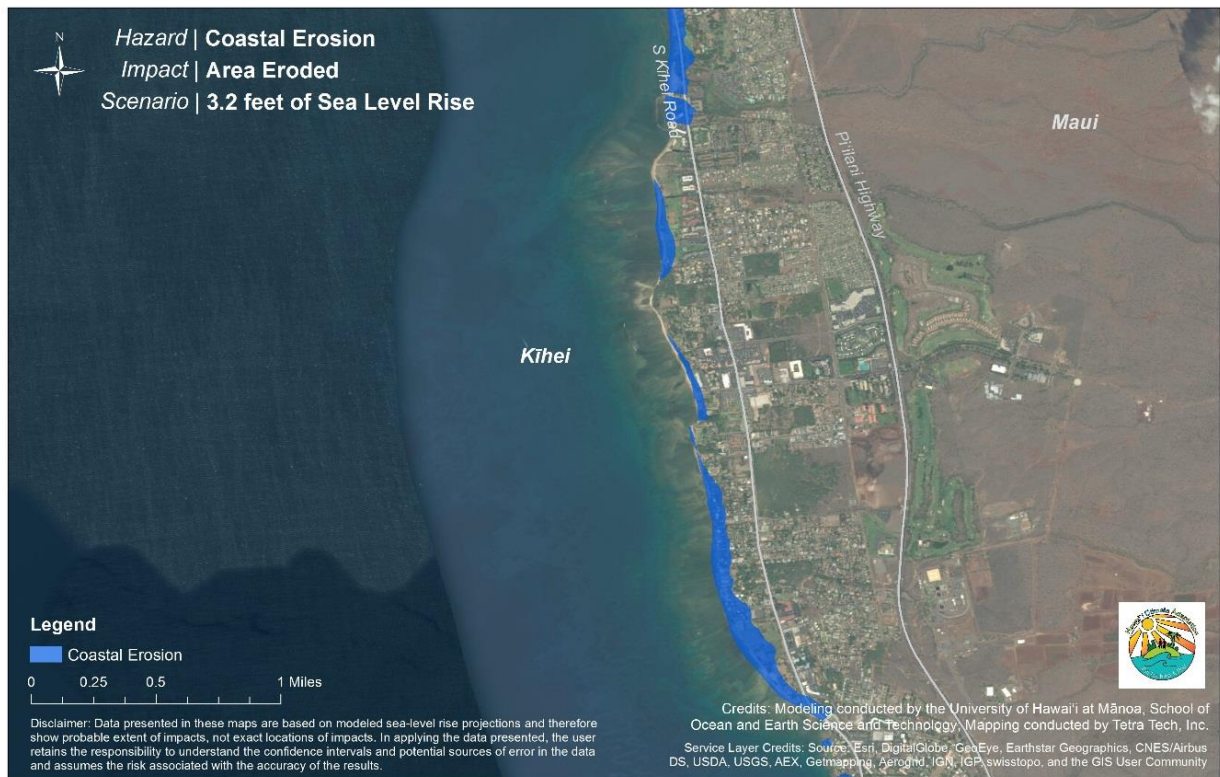 N
Hazard | Coastal Erosion
Impact | Area Eroded
Scenario | 3.2 feet of Sea Level Rise
S Kīhei Road
Pi'ilani Highway
Maui
Kīhei
Legend
Coastal Erosion
0 0.25 0.5 1 Miles
Disclaimer: Data presented in these maps are based on modeled sea-level rise projections and therefore
show probable extent of impacts, not exact locations of impacts. In applying the data presented, the user
retains the responsibility to understand the confidence intervals and potential sources of error in the data
and assumes the risk associated with the accuracy of the results.
Credits: Modeling conducted by the University of Hawai'i at Mānoa, School of
Ocean and Earth Science and Technology. Mapping conducted by Tetra Tech, Inc.
Service Layer Credits: Source: Esri, DigitalGlobe, GeoEye, Earthstar Geographics, CNES/Airbus
DS, USDA, USGS, AEX, Getmapping, Aerogrid, IGN, IGP, swisstopo, and the GIS User Community